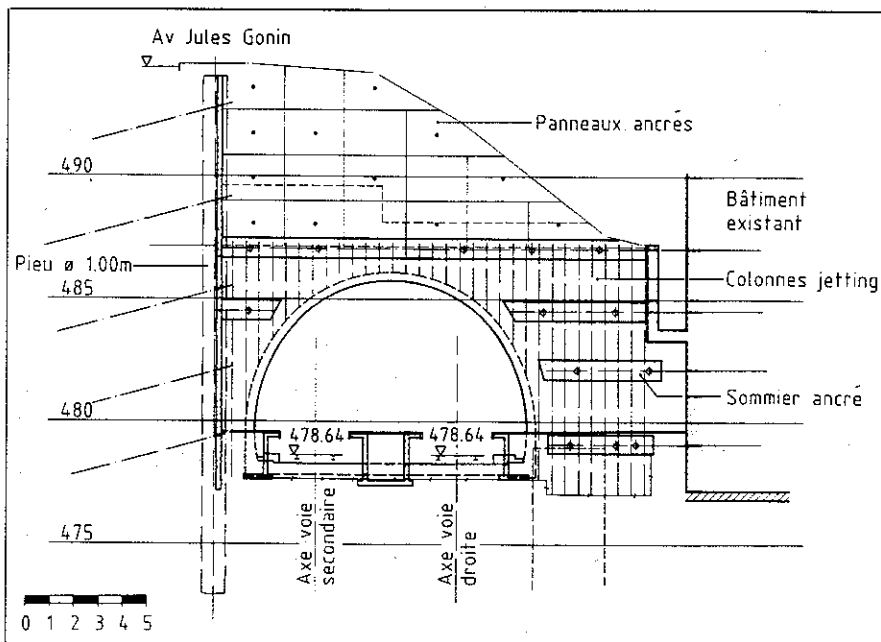 Av Jules Gonin
Panneaux ancrés
490
Bâtiment
existant
Pieu ø 1.00m
Colonnes jetting
485
Sommier ancré
480
478.64
478.64
475
Axe voie
secondaire
Axe voie
droite
0 1 2 3 4 5